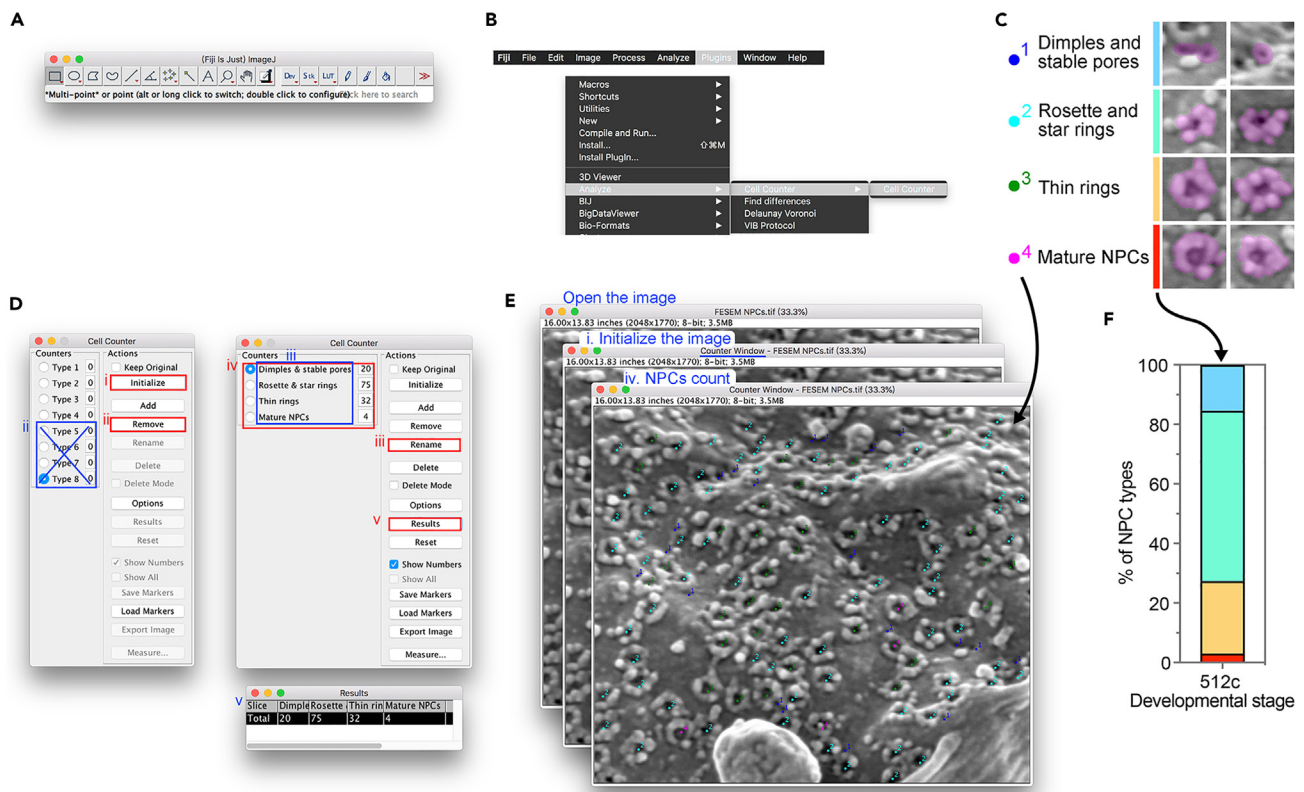 A
(Fiji Is Just) ImageJ
Dev Stk LUT
*Multi-point* or point (alt or long click to switch; double click to configure)
here to search
B
Fiji File Edit Image Process Analyze Plugins Window Help
Macros
Shortcuts
Utilities
New
Compile and Run...
Install... ⇧⌘M
Install PlugIn...
3D Viewer
Analyze
BIJ
BigDataViewer
Bio-Formats
Cell Counter
Find differences
Delaunay Voronoi
VIB Protocol
Cell Counter
C
1 Dimples and
stable pores
2 Rosette and
star rings
3 Thin rings
4 Mature NPCs
D
Cell Counter
Counters
Type 1 0
Type 2 0
Type 3 0
Type 4 0
ii
Type 5 0
Type 6 0
Type 7 0
Type 8 0
Actions
Keep Original
i
Initialize
Add
ii
Remove
Rename
Delete
Delete Mode
Options
Results
Reset
Show Numbers
Show All
Save Markers
Load Markers
Export Image
Measure...
Cell Counter
Counters
iii
iv
Dimples & stable pores 20
Rosette & star rings 75
Thin rings 32
Mature NPCs 4
Actions
Keep Original
Initialize
Add
Remove
iii
Rename
Delete
Delete Mode
Options
v
Results
Reset
Show Numbers
Show All
Save Markers
Load Markers
Export Image
Measure...
v
Results
Slice Dimple Rosette Thin rin Mature NPCs
Total 20 75 32 4
E
Open the image
FESEM NPCs.tif (33.3%)
16.00x13.83 inches (2048x1770); 8-bit; 3.5MB
i. Initialize the image
Counter Window - FESEM NPCs.tif (33.3%)
16.00x13.83 inches (2048x1770); 8-bit; 3.5MB
iv. NPCs count
Counter Window - FESEM NPCs.tif (33.3%)
16.00x13.83 inches (2048x1770); 8-bit; 3.5MB
F
% of NPC types
100
80
60
40
20
0
512c
Developmental stage